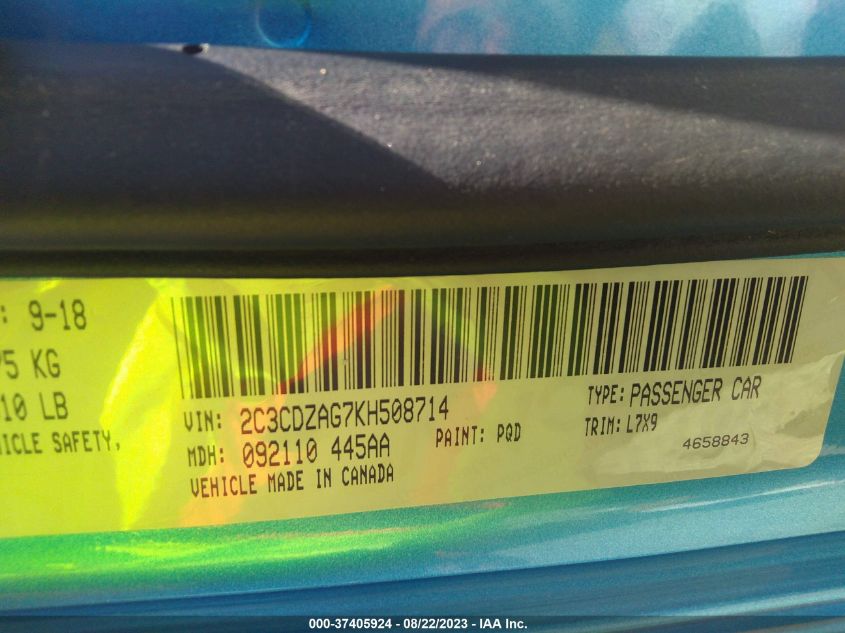 : 9-18
75 KG
10 LB
HICLE SAFETY,
VIN: 2C3CDZAG7KH508714
TYPE: PASSENGER CAR
MDH: 092110 445AA
PAINT: PQD
TRIM: L7X9
4658843
VEHICLE MADE IN CANADA
000-37405924 - 08/22/2023 - IAA Inc.